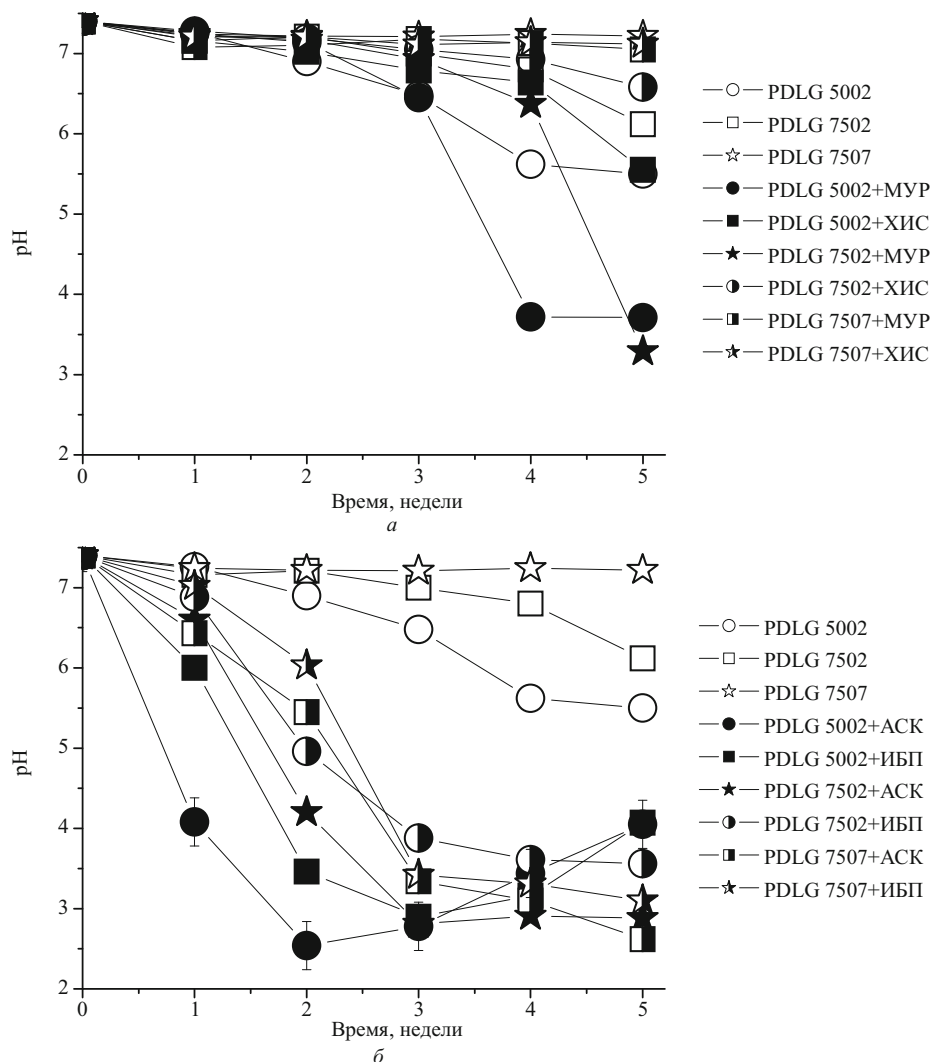 7
6
5
4
3
2
pH
0 1 2 3 4 5
Время, недели
а
PDLG 5002
PDLG 7502
PDLG 7507
PDLG 5002+МУР
PDLG 5002+ХИС
PDLG 7502+МУР
PDLG 7502+ХИС
PDLG 7507+МУР
PDLG 7507+ХИС
7
6
5
4
3
2
pH
0 1 2 3 4 5
Время, недели
б
PDLG 5002
PDLG 7502
PDLG 7507
PDLG 5002+АСК
PDLG 5002+ИБП
PDLG 7502+АСК
PDLG 7502+ИБП
PDLG 7507+АСК
PDLG 7507+ИБП